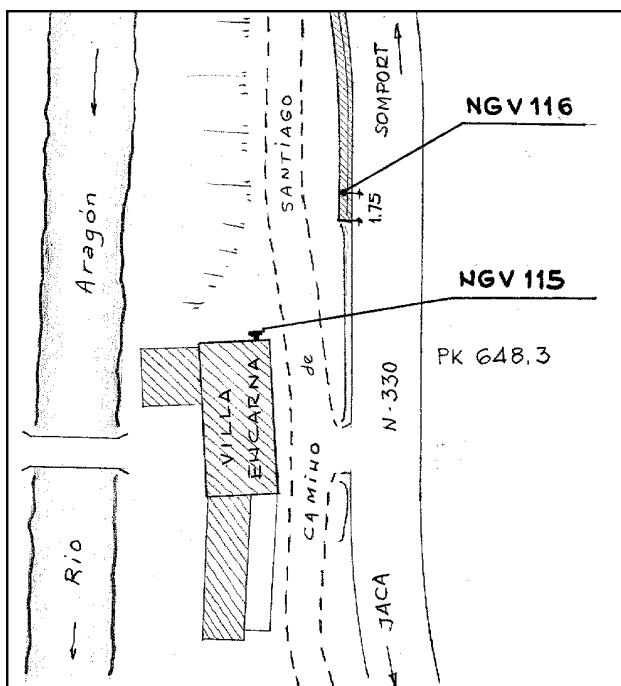 NGV 116
SOMPORT
SANTIAGO
1.75
Aragón
NGV 115
de
PK 648,3
N-330
VILLA
ENCARNA
CAMINO
Rio
JACA